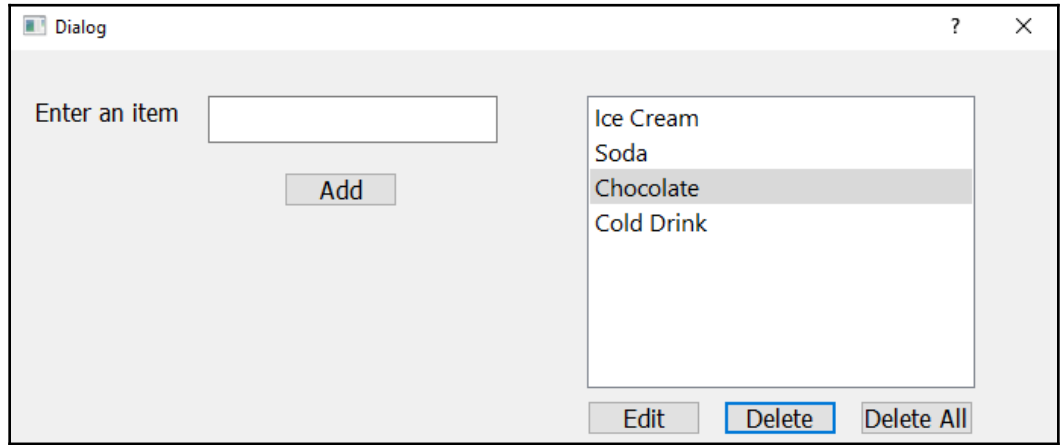 Dialog ?
Enter an item
Add
Ice Cream
Soda
Chocolate
Cold Drink
Edit Delete Delete All